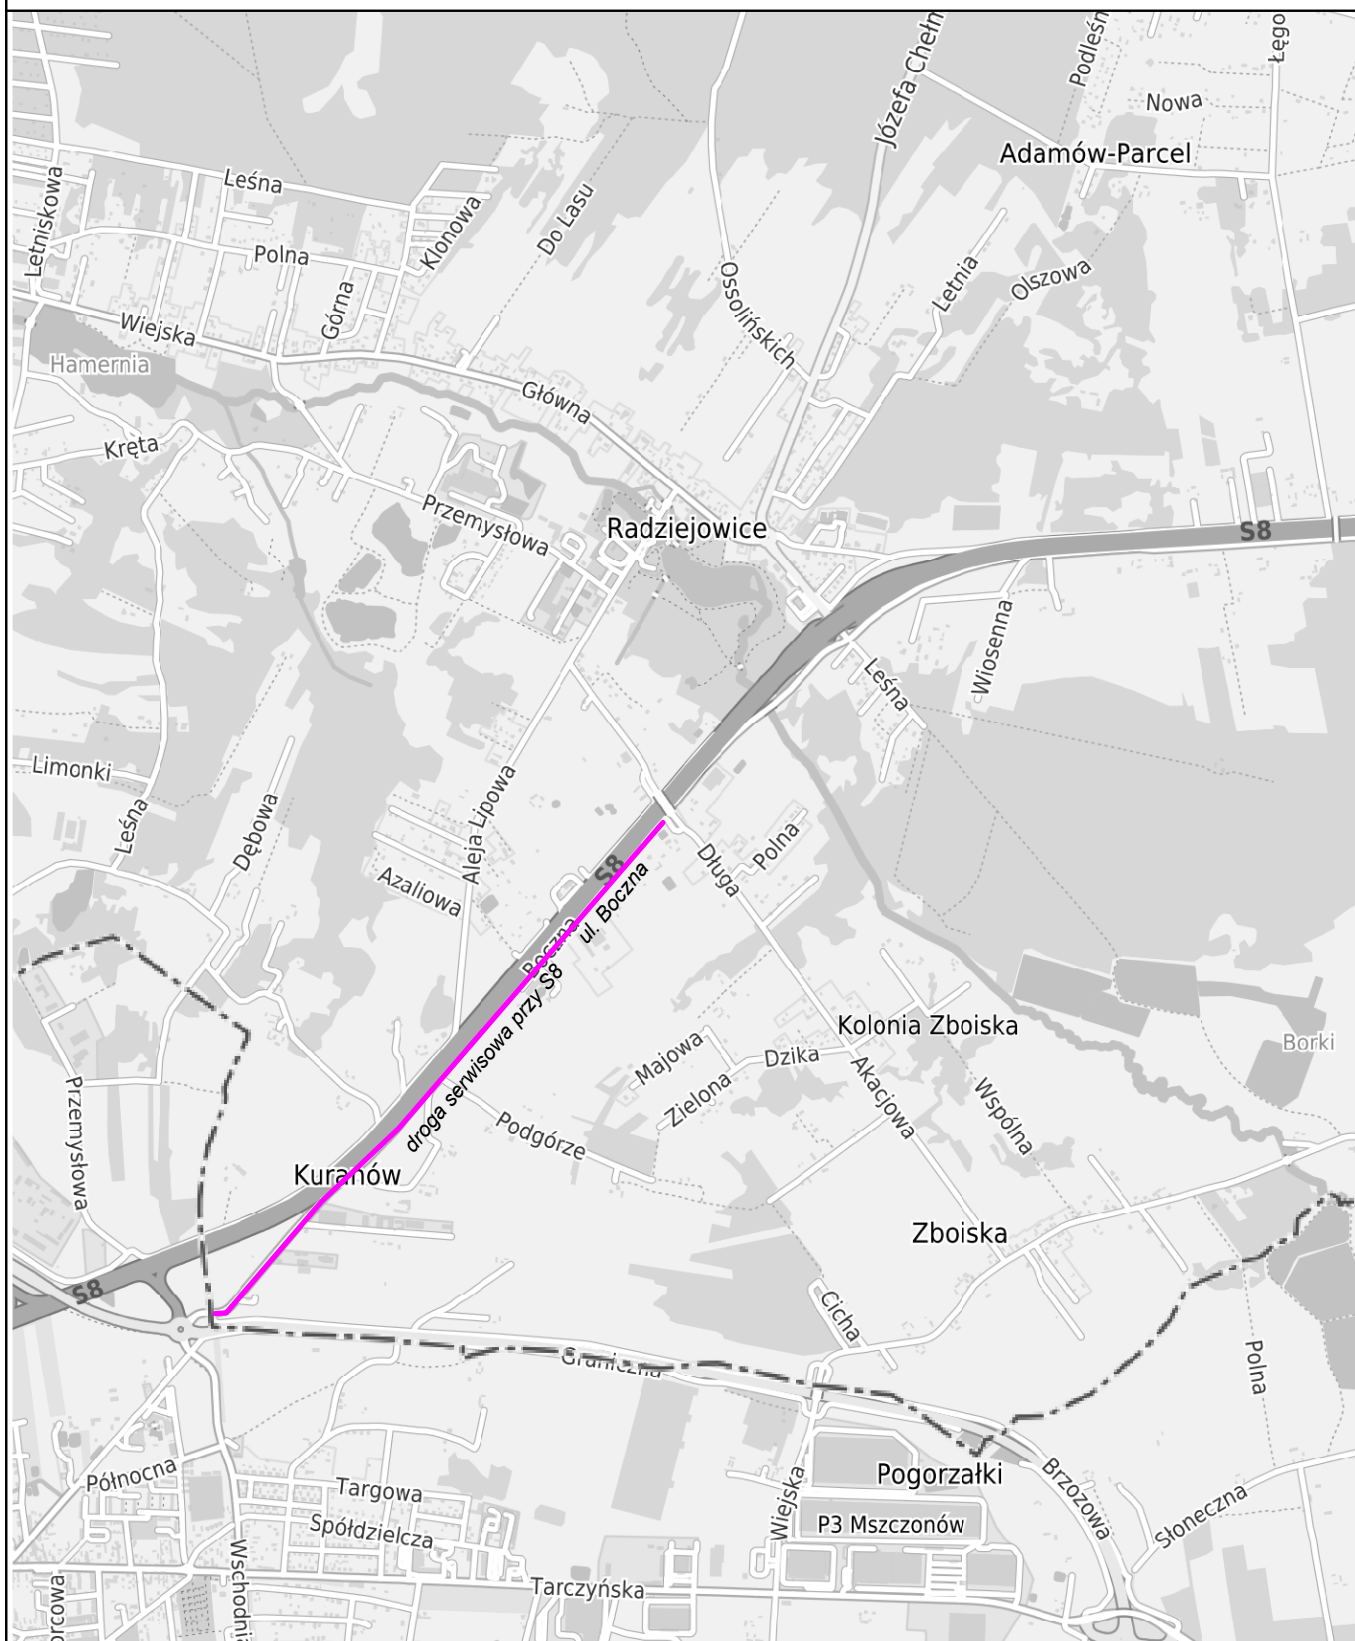 Łęgo
Podleśn
Józefa Chełm
Nowa
Adamów-Parcel
Leśna
Letniskowa
Klonowa
Do Lasu
Polna
Ossolińskich
Letnia
Olszowa
Górna
Wiejska
Hamernia
Główna
Kręta
Przemysłowa
Radziejowice
S8
Wiosenna
Leśna
Limonki
Leśna
Dębowa
Aleja Lipowa
Azaliowa
S8
Długa
Polna
ul. Boczna
Boczna
droga serwisowa przy S8
Kolonia Zboiska
Borki
Majowa
Dzika
Zielona
Akacjowa
Wspólna
Przemysłowa
Podgórze
Kuranów
Zboiska
S8
Cicha
Graniczna
Polna
Północna
Targowa
Spółdzielcza
Wiejska
Pogorzałki
Brzozowa
Słoneczna
P3 Mszczonów
Wschodnia
Tarczyńska
orcowa